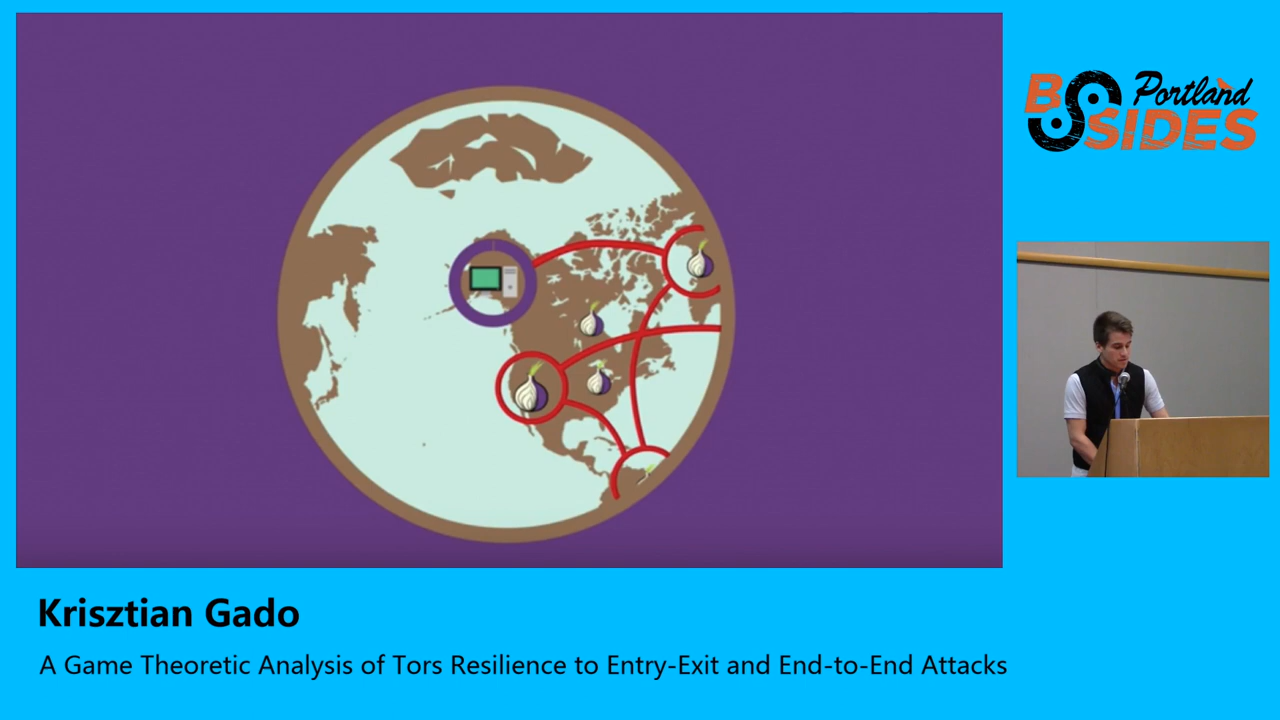 BSIDES Portland
Krisztian Gado
A Game Theoretic Analysis of Tors Resilience to Entry-Exit and End-to-End Attacks